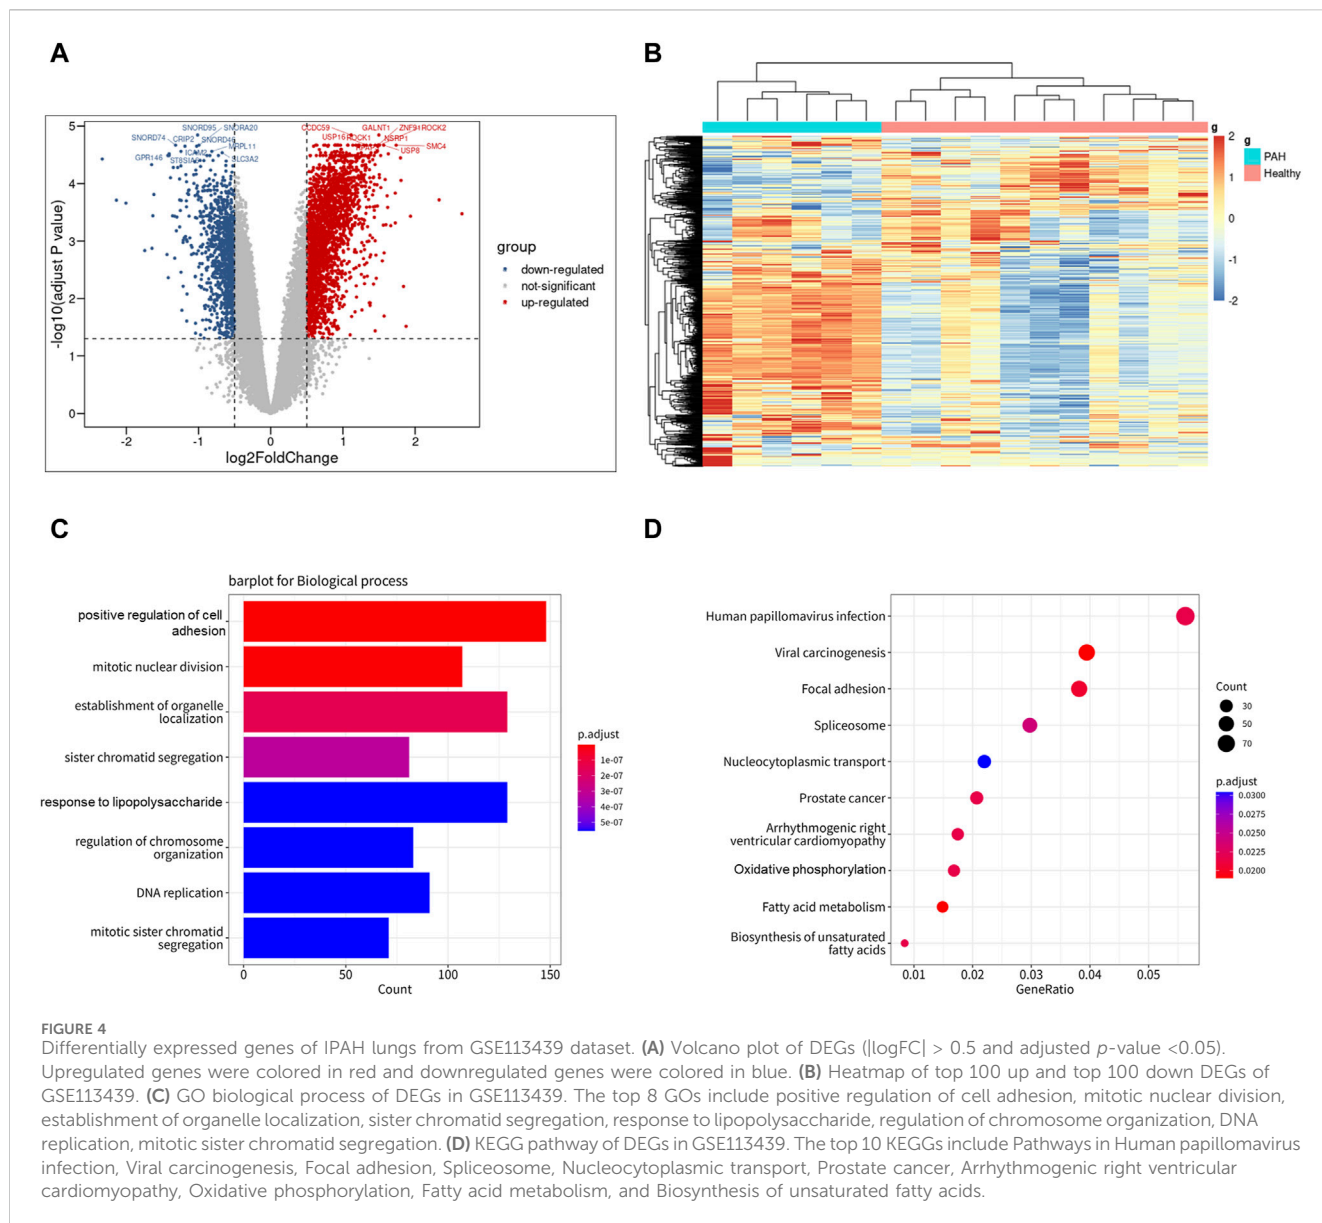 A
5
4
3
2
1
0
-log10(adjust P value)
-2
-1
0
1
2
log2FoldChange
SNORD95
SNORA20
SNORD74
CRIP2
SNORD46
ICAM2
MRPL11
GPR146
ST8SIA6
SLC3A2
CCDC59
GALNT1
ZNF91
ROCK2
USP16
ROCK1
NSRP1
USP8
SMC4
group
down-regulated
not-significant
up-regulated
B
g
2
1
0
-1
-2
g
PAH
Healthy
C
barplot for Biological process
positive regulation of cell
adhesion
mitotic nuclear division
establishment of organelle
localization
sister chromatid segregation
response to lipopolysaccharide
regulation of chromosome
organization
DNA replication
mitotic sister chromatid
segregation
0
50
100
150
Count
p.adjust
1e-07
2e-07
3e-07
4e-07
5e-07
D
Human papillomavirus infection
Viral carcinogenesis
Focal adhesion
Spliceosome
Nucleocytoplasmic transport
Prostate cancer
Arrhythmogenic right
ventricular cardiomyopathy
Oxidative phosphorylation
Fatty acid metabolism
Biosynthesis of unsaturated
fatty acids
0.01
0.02
0.03
0.04
0.05
GeneRatio
Count
30
50
70
p.adjust
0.0300
0.0275
0.0250
0.0225
0.0200
FIGURE 4
Differentially expressed genes of IPAH lungs from GSE113439 dataset. (A) Volcano plot of DEGs (|logFC| > 0.5 and adjusted p-value <0.05).
Upregulated genes were colored in red and downregulated genes were colored in blue. (B) Heatmap of top 100 up and top 100 down DEGs of
GSE113439. (C) GO biological process of DEGs in GSE113439. The top 8 GOs include positive regulation of cell adhesion, mitotic nuclear division,
establishment of organelle localization, sister chromatid segregation, response to lipopolysaccharide, regulation of chromosome organization, DNA
replication, mitotic sister chromatid segregation. (D) KEGG pathway of DEGs in GSE113439. The top 10 KEGGs include Pathways in Human papillomavirus
infection, Viral carcinogenesis, Focal adhesion, Spliceosome, Nucleocytoplasmic transport, Prostate cancer, Arrhythmogenic right ventricular
cardiomyopathy, Oxidative phosphorylation, Fatty acid metabolism, and Biosynthesis of unsaturated fatty acids.